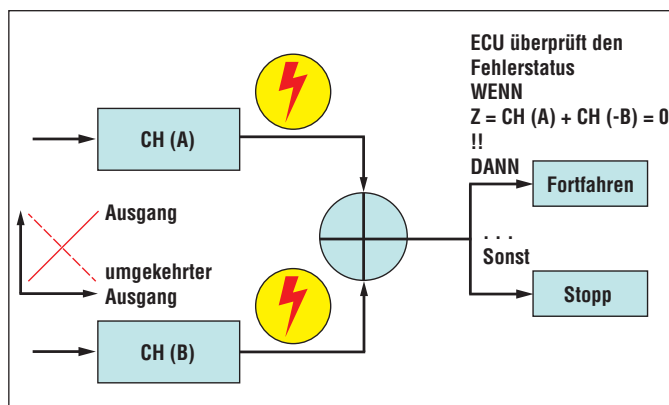 ECU überprüft den
Fehlerstatus
WENN
Z = CH (A) + CH (-B) = 0
!!
DANN
CH (A)
Fortfahren
Ausgang
. . .
Sonst
umgekehrter
Ausgang
Stopp
CH (B)